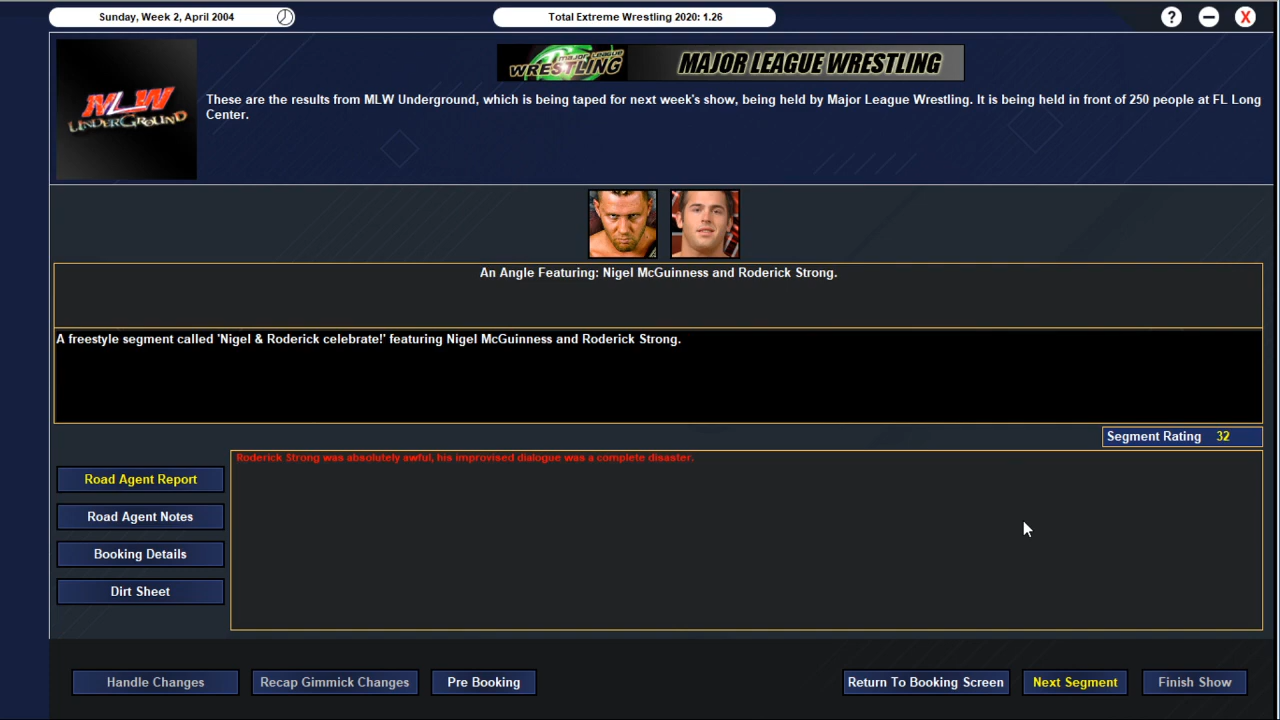 Sunday, Week 2, April 2004
Total Extreme Wrestling 2020: 1.26
?
X
major league
WRESTLING
MAJOR LEAGUE WRESTLING
MLW
UNDERGROUND
These are the results from MLW Underground, which is being taped for next week's show, being held by Major League Wrestling. It is being held in front of 250 people at FL Long
Center.
An Angle Featuring: Nigel McGuinness and Roderick Strong.
A freestyle segment called 'Nigel & Roderick celebrate!' featuring Nigel McGuinness and Roderick Strong.
Segment Rating 32
Roderick Strong was absolutely awful, his improvised dialogue was a complete disaster.
Road Agent Report
Road Agent Notes
Booking Details
Dirt Sheet
Handle Changes
Recap Gimmick Changes
Pre Booking
Return To Booking Screen
Next Segment
Finish Show